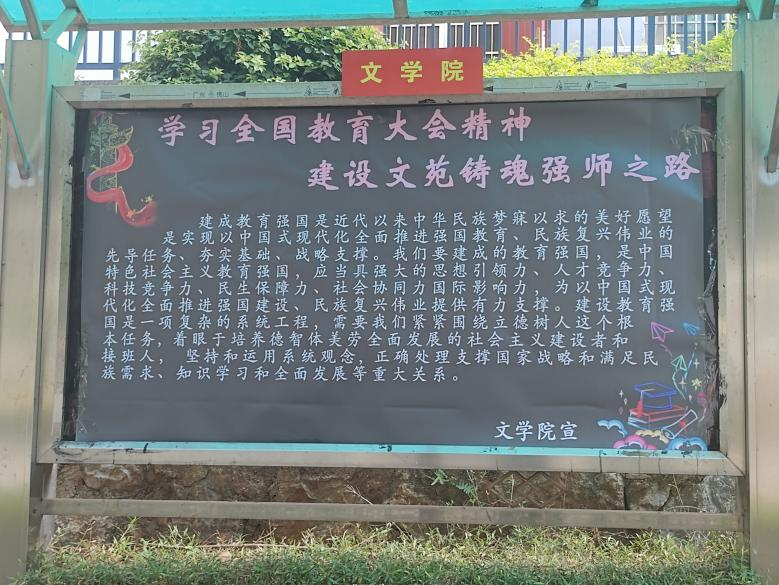 文学院
广东 佛山
学习全国教育大会精神
建设文苑铸魂强师之路
建成教育强国是近代以来中华民族梦寐以求的美好愿望
是实现以中国式现代化全面推进强国教育、民族复兴伟业的
先导任务、夯实基础、战略支撑。我们要建成的教育强国，是中国
特色社会主义教育强国，应当具强大的思想引领力、人才竞争力、
科技竞争力、民生保障力、社会协同力国际影响力，为以中国式现
代化全面推进强国建设、民族复兴伟业提供有力支撑。建设教育强
国是一项复杂的系统工程，需要我们紧紧围绕立德树人这个根
本任务，着眼于培养德智体美劳全面发展的社会主义建设者和
接班人，坚持和运用系统观念，正确处理支撑国家战略和满足民
族需求、知识学习和全面发展等重大关系。
文学院宣